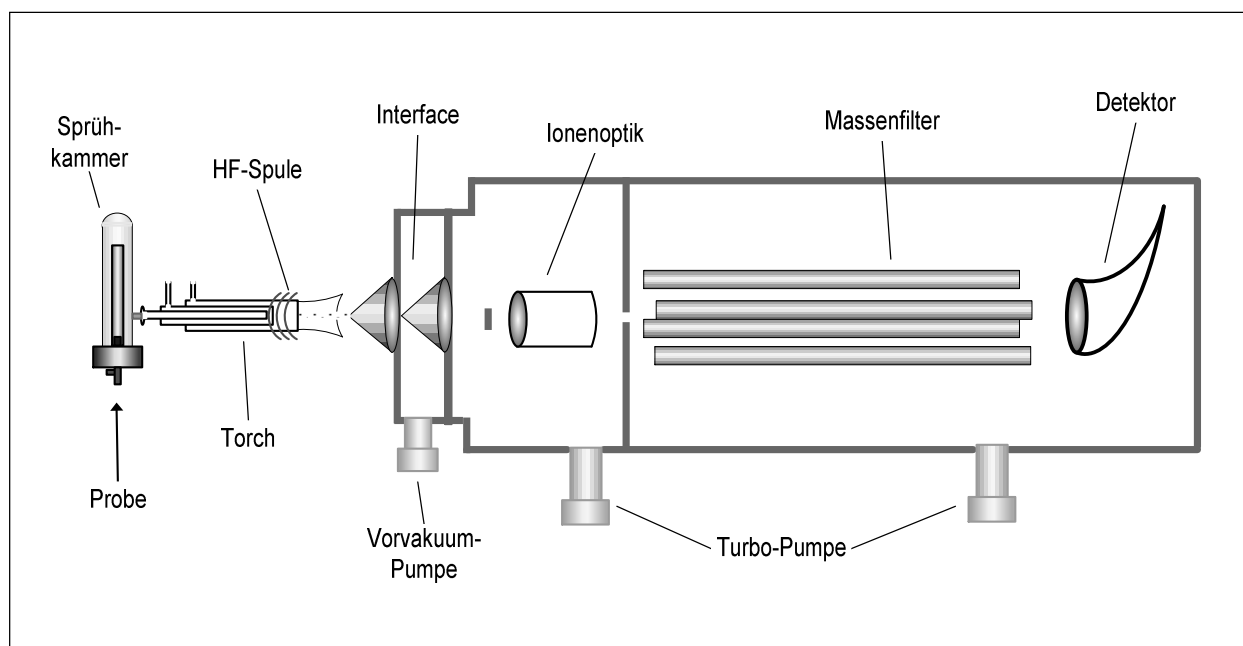 Sprüh-
kammer
HF-Spule
Interface
Ionenoptik
Massenfilter
Detektor
Probe
Torch
Vorvakuum-
Pumpe
Turbo-Pumpe